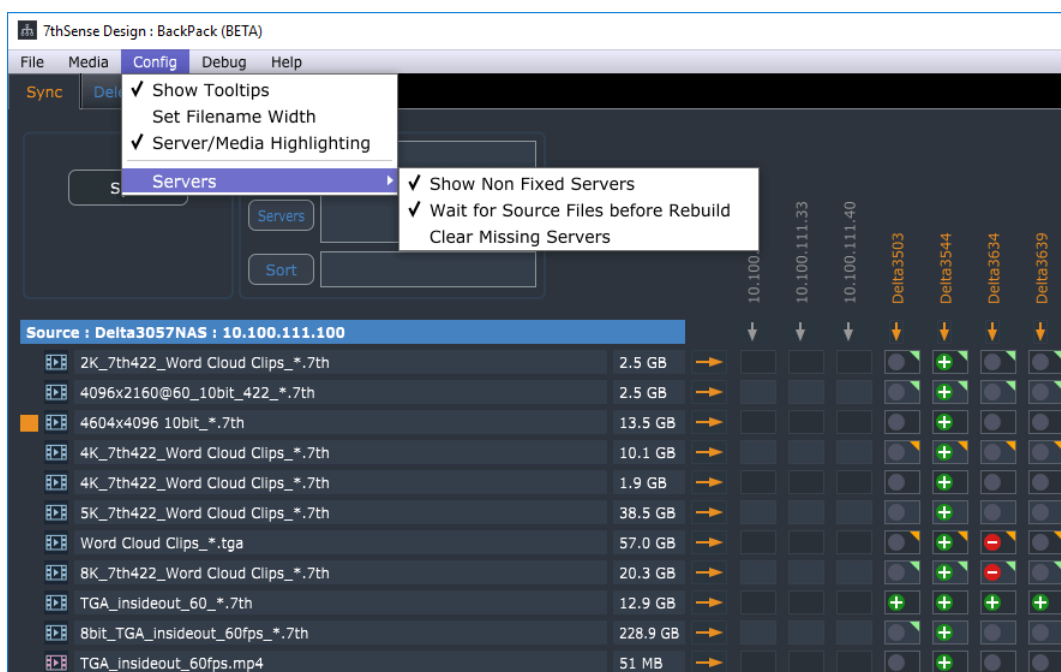 7thSense Design : BackPack (BETA)
File Media Config Debug Help
Sync Del
✓ Show Tooltips
Set Filename Width
✓ Server/Media Highlighting
Servers
✓ Show Non Fixed Servers
✓ Wait for Source Files before Rebuild
Clear Missing Servers
S
Servers
Sort
10.100.
10.100.111.33
10.100.111.40
Delta3503
Delta3544
Delta3634
Delta3639
Source : Delta3057NAS : 10.100.111.100
2K_7th422_Word Cloud Clips_*.7th 2.5 GB
4096x2160@60_10bit_422_*.7th 2.5 GB
4604x4096 10bit_*.7th 13.5 GB
4K_7th422_Word Cloud Clips_*.7th 10.1 GB
4K_7th422_Word Cloud Clips_*.7th 1.9 GB
5K_7th422_Word Cloud Clips_*.7th 38.5 GB
Word Cloud Clips_*.tga 57.0 GB
8K_7th422_Word Cloud Clips_*.7th 20.3 GB
TGA_insideout_60_*.7th 12.9 GB
8bit_TGA_insideout_60fps_*.7th 228.9 GB
TGA_insideout_60fps.mp4 51 MB